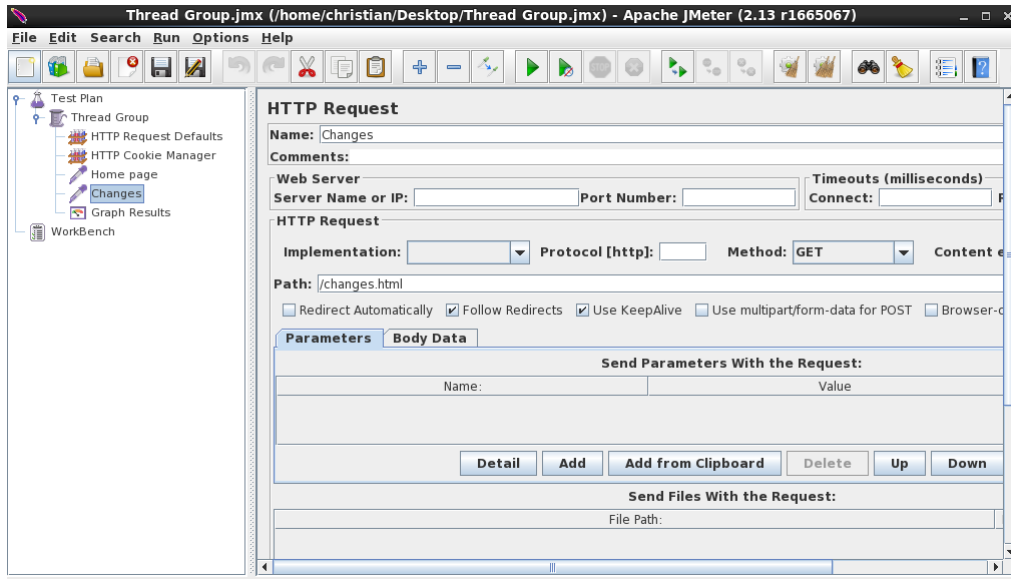 Thread Group.jmx (/home/christian/Desktop/Thread Group.jmx) - Apache JMeter (2.13 r1665067)
File Edit Search Run Options Help
Test Plan
Thread Group
HTTP Request Defaults
HTTP Cookie Manager
Home page
Changes
Graph Results
WorkBench
HTTP Request
Name: Changes
Comments:
Web Server
Timeouts (milliseconds)
Server Name or IP: Port Number: Connect:
HTTP Request
Implementation: Protocol [http]: Method: GET Content e
Path: /changes.html
Redirect Automatically Follow Redirects Use KeepAlive Use multipart/form-data for POST Browser-c
Parameters Body Data
Send Parameters With the Request:
Name: Value
Detail Add Add from Clipboard Delete Up Down
Send Files With the Request:
File Path: